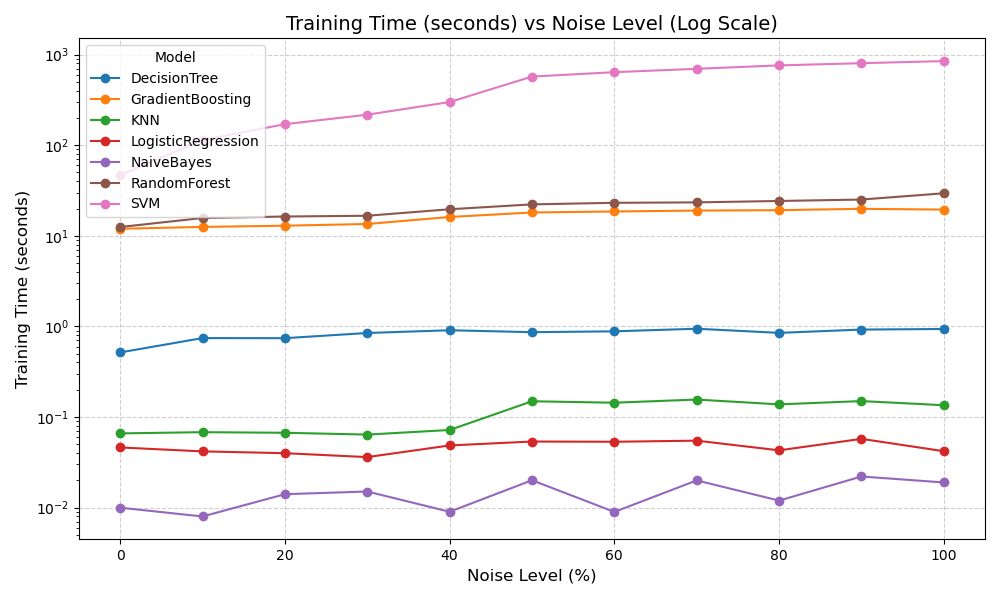 Training Time (seconds) vs Noise Level (Log Scale)
Model
DecisionTree
GradientBoosting
KNN
LogisticRegression
NaiveBayes
RandomForest
SVM
Training Time (seconds)
10³
10²
10¹
10⁰
10⁻¹
10⁻²
0 20 40 60 80 100
Noise Level (%)